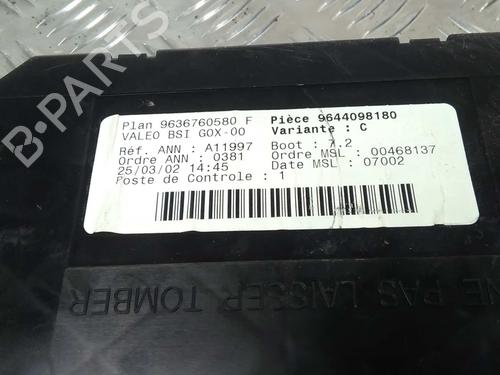 Plan 9636760580 F Pièce 9644098180
VALEO BSI GOX-00 Variante : C
Réf. ANN : A11997 Boot : 7.2
Ordre ANN : 0381 Ordre MSL : 00468137
25/03/02 14:45 Date MSL : 07002
Poste de Controle : 1
NE PAS LAISSER TOMBER
B-PARTS